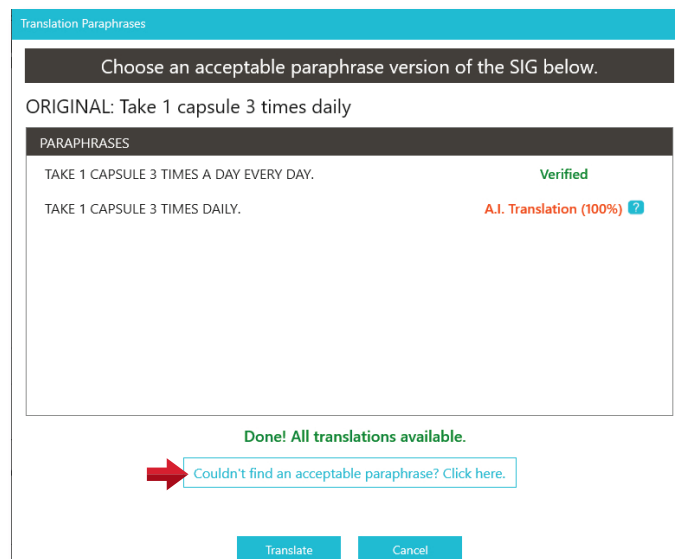 Translation Paraphrases
Choose an acceptable paraphrase version of the SIG below.
ORIGINAL: Take 1 capsule 3 times daily
PARAPHRASES
TAKE 1 CAPSULE 3 TIMES A DAY EVERY DAY. Verified
TAKE 1 CAPSULE 3 TIMES DAILY. A.I. Translation (100%) ?
Done! All translations available.
Couldn't find an acceptable paraphrase? Click here.
Translate Cancel